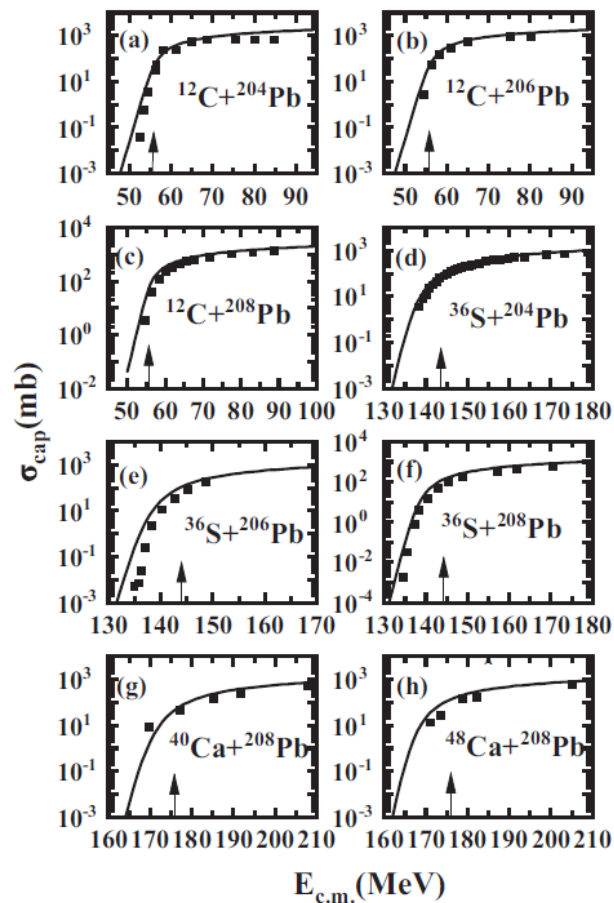 (a)
10³
10¹
10⁻¹
10⁻³
¹²C+²⁰⁴Pb
50 60 70 80 90
(b)
10³
10¹
10⁻¹
10⁻³
¹²C+²⁰⁶Pb
50 60 70 80 90
(c)
10⁴
10²
10⁰
10⁻²
¹²C+²⁰⁸Pb
50 60 70 80 90 100
(d)
10³
10¹
10⁻¹
10⁻³
³⁶S+²⁰⁴Pb
130 140 150 160 170 180
σcap(mb)
(e)
10³
10¹
10⁻¹
10⁻³
³⁶S+²⁰⁶Pb
130 140 150 160 170
(f)
10⁴
10²
10⁰
10⁻²
10⁻⁴
³⁶S+²⁰⁸Pb
130 140 150 160 170 180
(g)
10³
10¹
10⁻¹
10⁻³
⁴⁰Ca+²⁰⁸Pb
160 170 180 190 200 210
(h)
10³
10¹
10⁻¹
10⁻³
⁴⁸Ca+²⁰⁸Pb
160 170 180 190 200 210
Ec.m.(MeV)